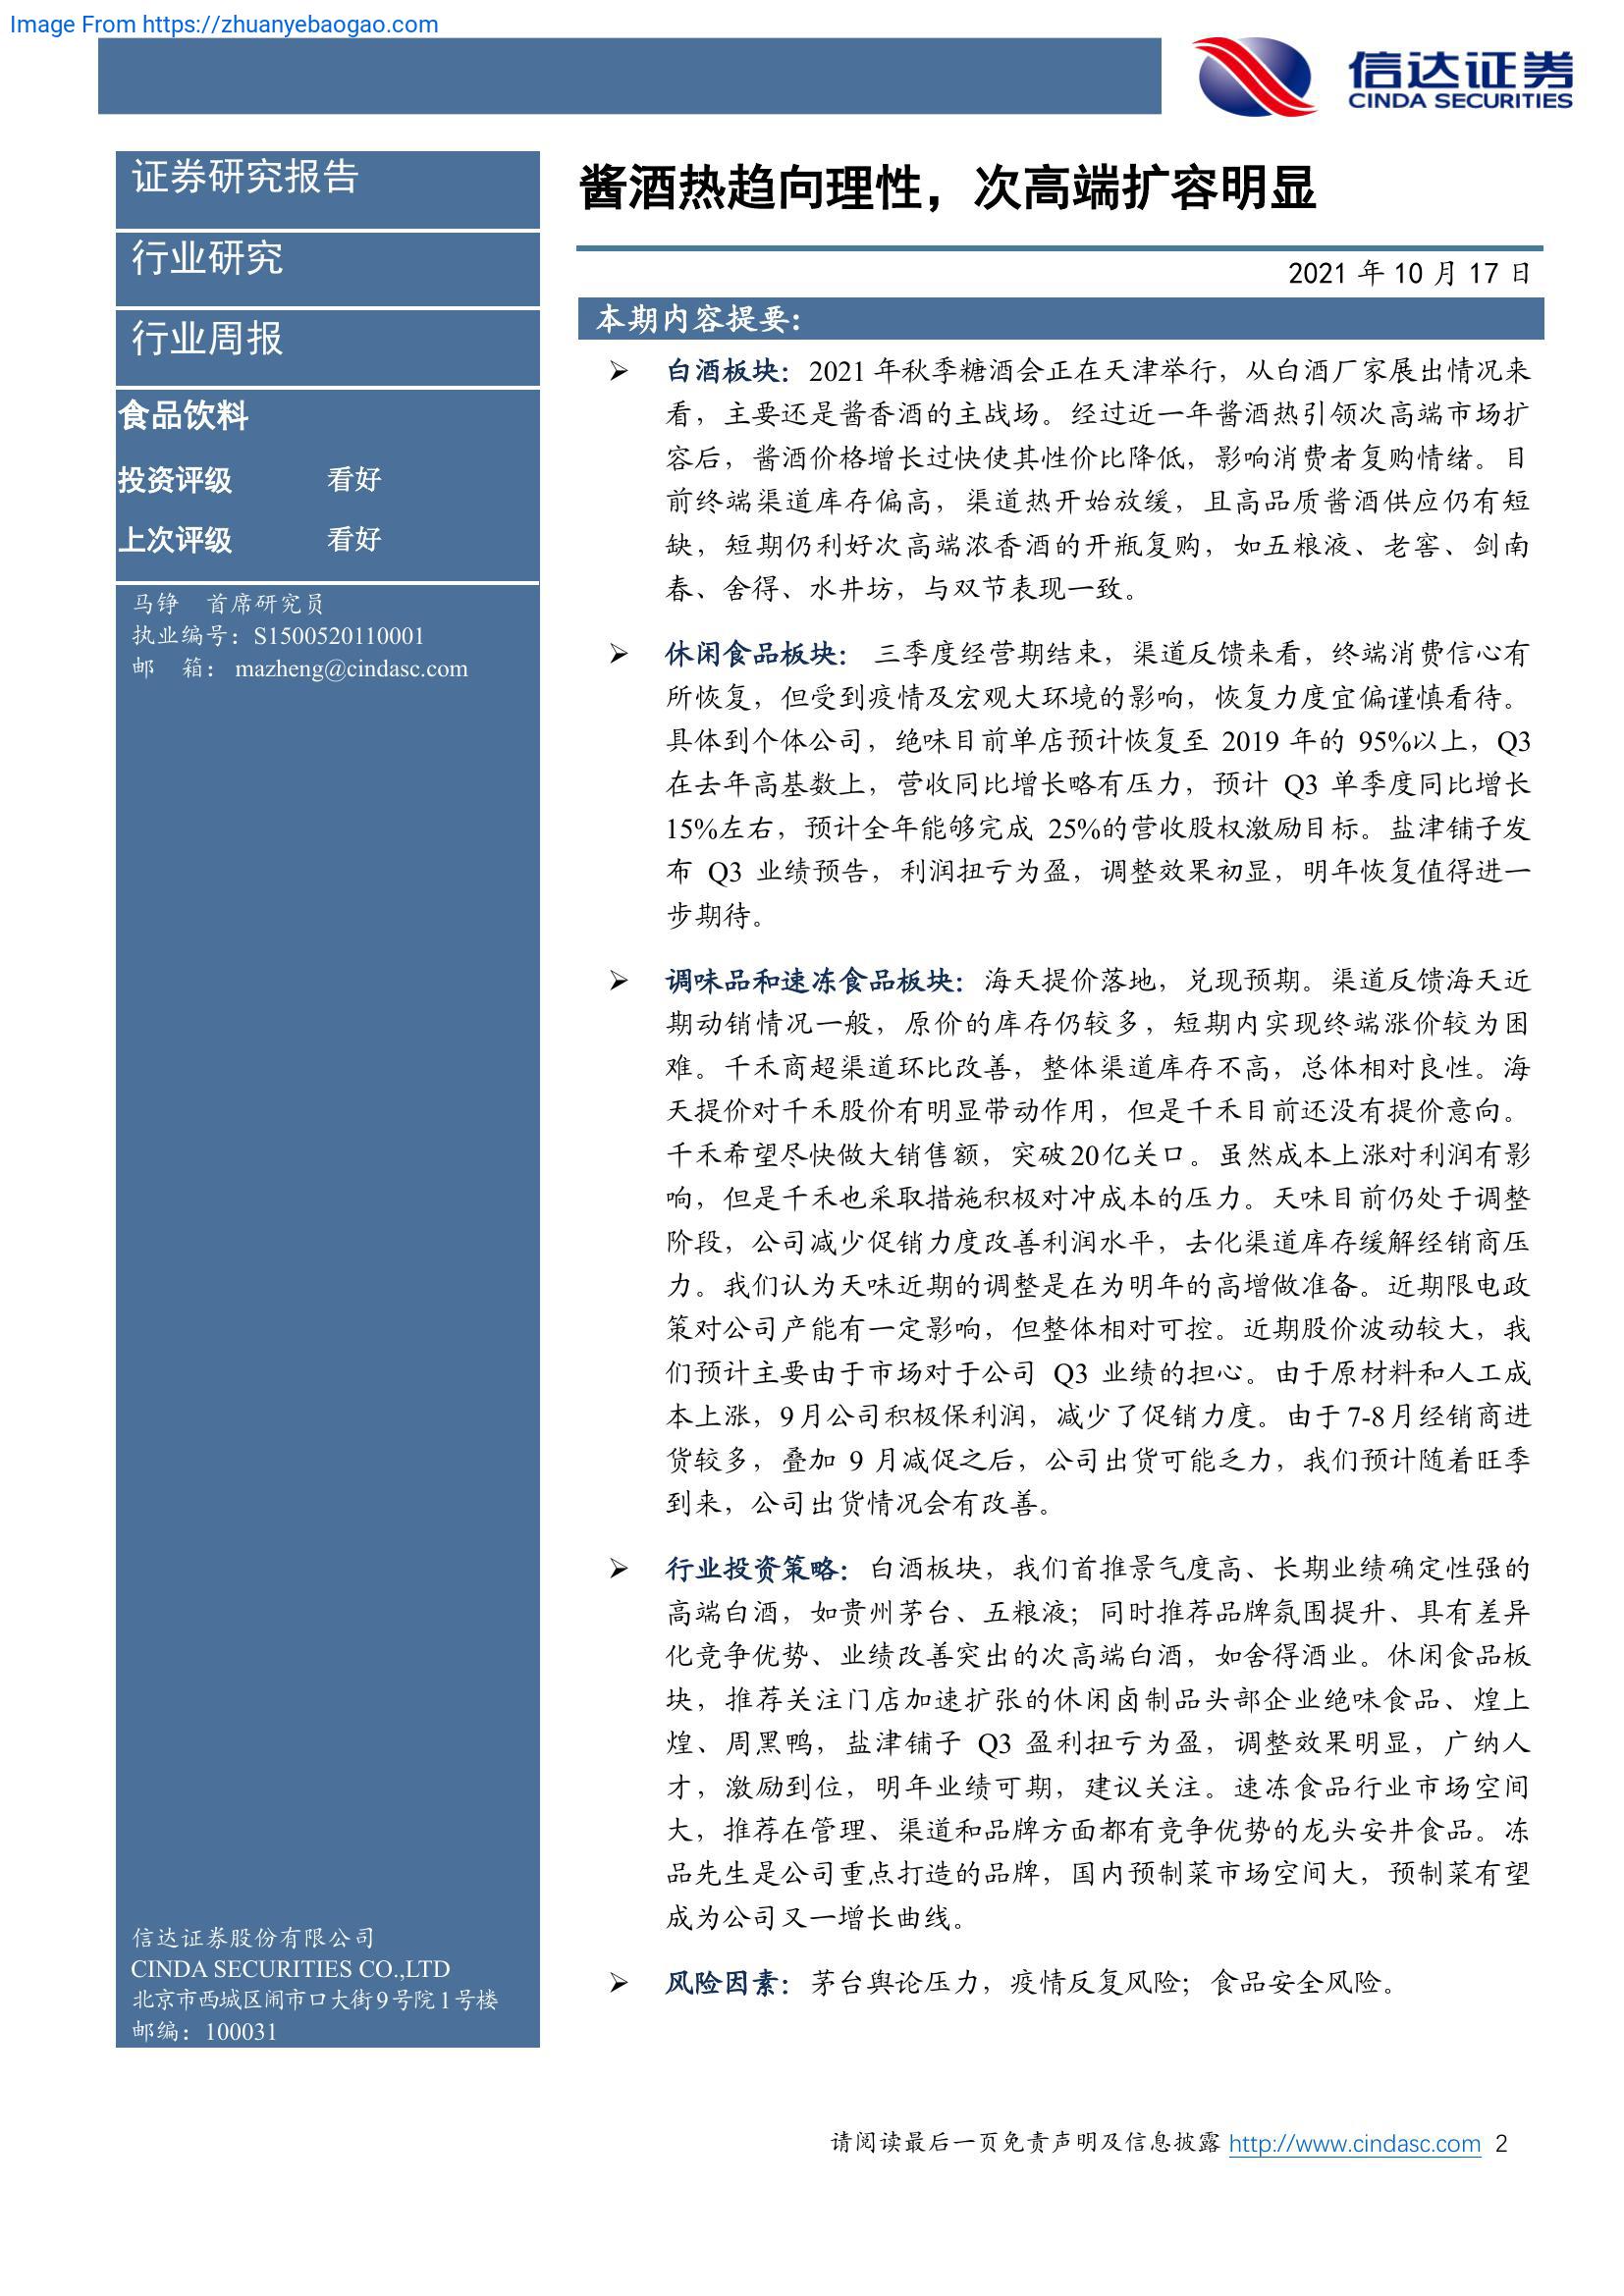 Image From https://zhuanyebaogao.com
信达证券
CINDA SECURITIES
证券研究报告
行业研究
行业周报
食品饮料
投资评级 看好
上次评级 看好
马铮 首席研究员
执业编号：S1500520110001
邮 箱： mazheng@cindasc.com
信达证券股份有限公司
CINDA SECURITIES CO.,LTD
北京市西城区闹市口大街9号院1号楼
邮编：100031
酱酒热趋向理性，次高端扩容明显
2021 年 10 月 17 日
本期内容提要:
➢ 白酒板块：2021 年秋季糖酒会正在天津举行，从白酒厂家展出情况来
看，主要还是酱香酒的主战场。经过近一年酱酒热引领次高端市场扩
容后，酱酒价格增长过快使其性价比降低，影响消费者复购情绪。目
前终端渠道库存偏高，渠道热开始放缓，且高品质酱酒供应仍有短
缺，短期仍利好次高端浓香酒的开瓶复购，如五粮液、老窖、剑南
春、舍得、水井坊，与双节表现一致。
➢ 休闲食品板块： 三季度经营期结束，渠道反馈来看，终端消费信心有
所恢复，但受到疫情及宏观大环境的影响，恢复力度宜偏谨慎看待。
具体到个体公司，绝味目前单店预计恢复至 2019 年的 95%以上，Q3
在去年高基数上，营收同比增长略有压力，预计 Q3 单季度同比增长
15%左右，预计全年能够完成 25%的营收股权激励目标。盐津铺子发
布 Q3 业绩预告，利润扭亏为盈，调整效果初显，明年恢复值得进一
步期待。
➢ 调味品和速冻食品板块：海天提价落地，兑现预期。渠道反馈海天近
期动销情况一般，原价的库存仍较多，短期内实现终端涨价较为困
难。千禾商超渠道环比改善，整体渠道库存不高，总体相对良性。海
天提价对千禾股价有明显带动作用，但是千禾目前还没有提价意向。
千禾希望尽快做大销售额，突破20亿关口。虽然成本上涨对利润有影
响，但是千禾也采取措施积极对冲成本的压力。天味目前仍处于调整
阶段，公司减少促销力度改善利润水平，去化渠道库存缓解经销商压
力。我们认为天味近期的调整是在为明年的高增做准备。近期限电政
策对公司产能有一定影响，但整体相对可控。近期股价波动较大，我
们预计主要由于市场对于公司 Q3 业绩的担心。由于原材料和人工成
本上涨，9月公司积极保利润，减少了促销力度。由于7-8月经销商进
货较多，叠加 9 月减促之后，公司出货可能乏力，我们预计随着旺季
到来，公司出货情况会有改善。
➢ 行业投资策略：白酒板块，我们首推景气度高、长期业绩确定性强的
高端白酒，如贵州茅台、五粮液；同时推荐品牌氛围提升、具有差异
化竞争优势、业绩改善突出的次高端白酒，如舍得酒业。休闲食品板
块，推荐关注门店加速扩张的休闲卤制品头部企业绝味食品、煌上
煌、周黑鸭，盐津铺子 Q3 盈利扭亏为盈，调整效果明显，广纳人
才，激励到位，明年业绩可期，建议关注。速冻食品行业市场空间
大，推荐在管理、渠道和品牌方面都有竞争优势的龙头安井食品。冻
品先生是公司重点打造的品牌，国内预制菜市场空间大，预制菜有望
成为公司又一增长曲线。
➢ 风险因素：茅台舆论压力，疫情反复风险；食品安全风险。
请阅读最后一页免责声明及信息披露 http://www.cindasc.com 2